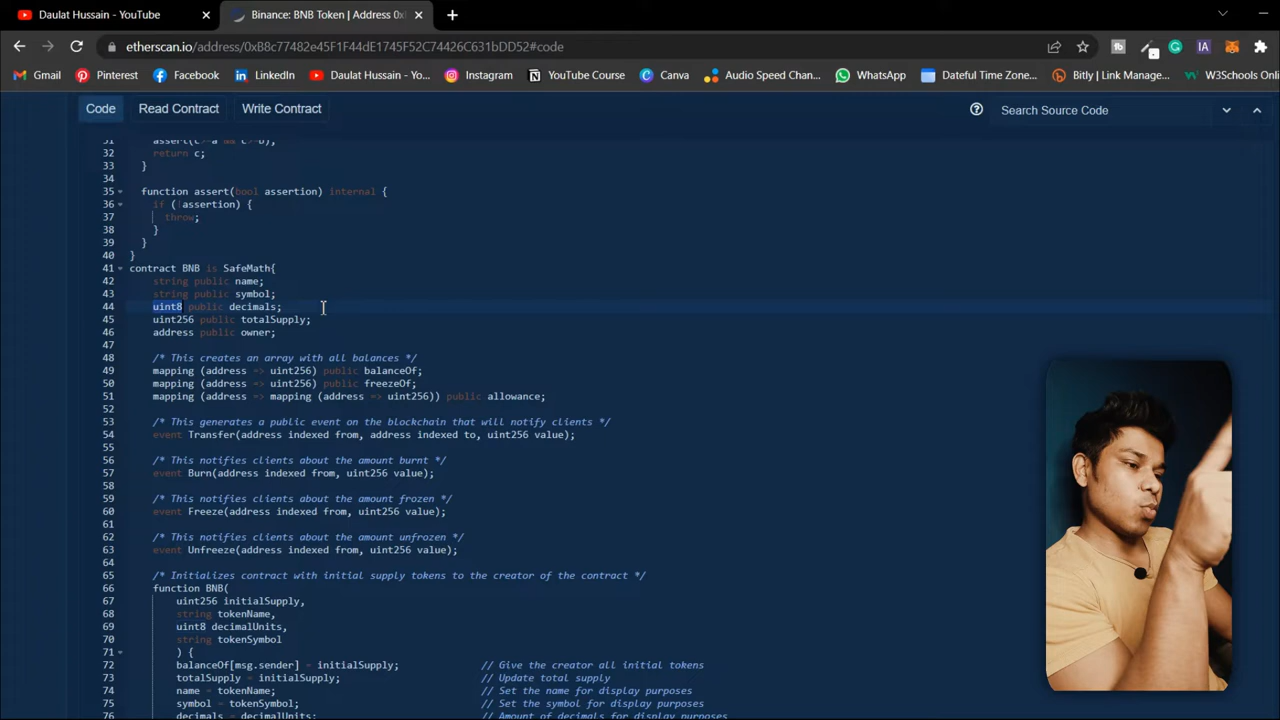 Daulat Hussain - YouTube
Binance: BNB Token | Address 0x
etherscan.io/address/0xB8c77482e45F1F44dE1745F52C74426C631bDD52#code
Gmail
Pinterest
Facebook
LinkedIn
Daulat Hussain - Yo...
Instagram
YouTube Course
Canva
Audio Speed Chan...
WhatsApp
Dateful Time Zone...
Bitly | Link Manage...
W3Schools Onl
IA
Code
Read Contract
Write Contract
Search Source Code
31 assert(c>=a && c>=b);
32 return c;
33 }
34
35 function assert(bool assertion) internal {
36 if (!assertion) {
37 throw;
38 }
39 }
40 }
41 contract BNB is SafeMath{
42 string public name;
43 string public symbol;
44 uint8 public decimals;
45 uint256 public totalSupply;
46 address public owner;
47
48 /* This creates an array with all balances */
49 mapping (address => uint256) public balanceOf;
50 mapping (address => uint256) public freezeOf;
51 mapping (address => mapping (address => uint256)) public allowance;
52
53 /* This generates a public event on the blockchain that will notify clients */
54 event Transfer(address indexed from, address indexed to, uint256 value);
55
56 /* This notifies clients about the amount burnt */
57 event Burn(address indexed from, uint256 value);
58
59 /* This notifies clients about the amount frozen */
60 event Freeze(address indexed from, uint256 value);
61
62 /* This notifies clients about the amount unfrozen */
63 event Unfreeze(address indexed from, uint256 value);
64
65 /* Initializes contract with initial supply tokens to the creator of the contract */
66 function BNB(
67 uint256 initialSupply,
68 string tokenName,
69 uint8 decimalUnits,
70 string tokenSymbol
71 ) {
72 balanceOf[msg.sender] = initialSupply; // Give the creator all initial tokens
73 totalSupply = initialSupply; // Update total supply
74 name = tokenName; // Set the name for display purposes
75 symbol = tokenSymbol; // Set the symbol for display purposes
76 decimals = decimalUnits; // Amount of decimals for display purposes